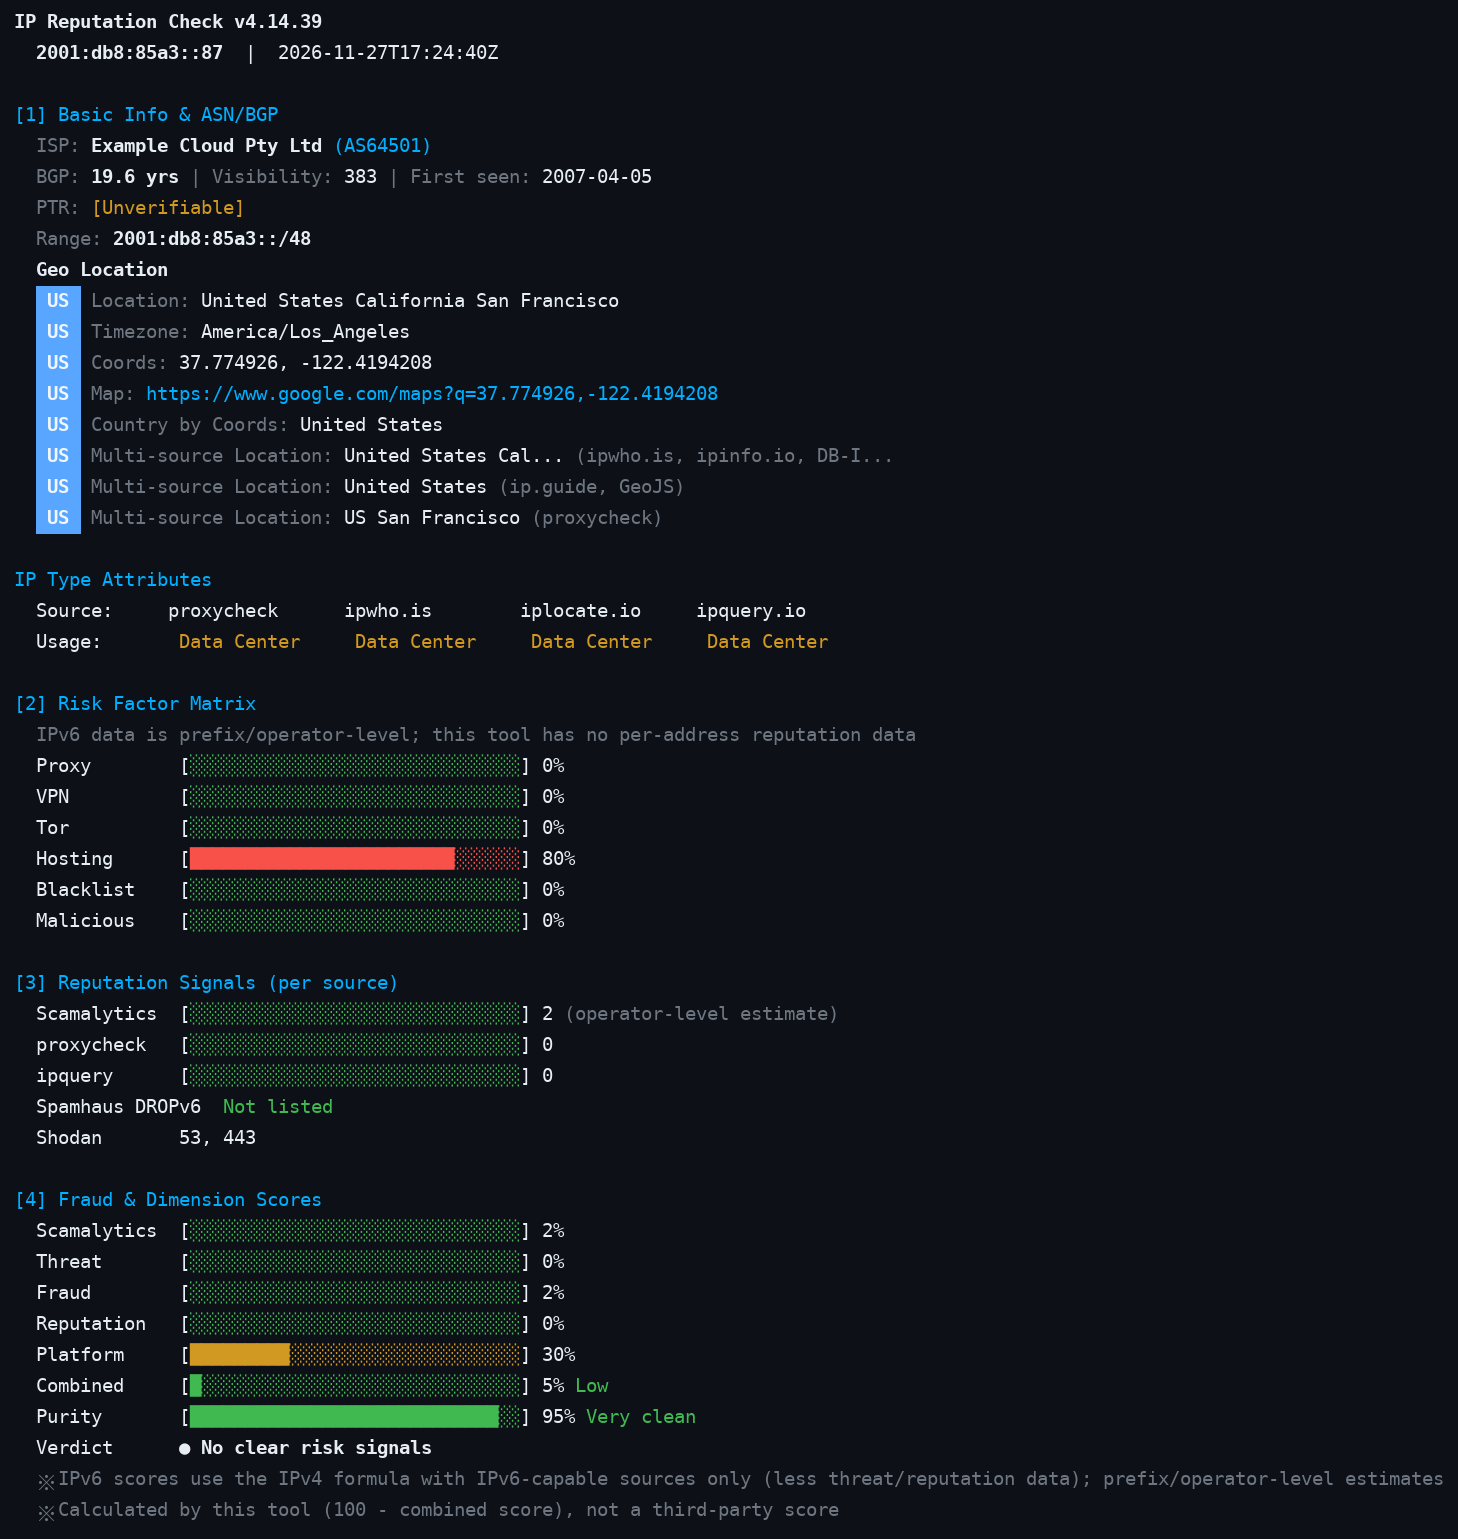 IP Reputation Check v4.14.39
2001:db8:85a3::87  |  2026-11-27T17:24:40Z
[1] Basic Info & ASN/BGP
ISP: Example Cloud Pty Ltd (AS64501)
BGP: 19.6 yrs | Visibility: 383 | First seen: 2007-04-05
PTR: [Unverifiable]
Range: 2001:db8:85a3::/48
Geo Location
US Location: United States California San Francisco
US Timezone: America/Los_Angeles
US Coords: 37.774926, -122.4194208
US Map: https://www.google.com/maps?q=37.774926,-122.4194208
US Country by Coords: United States
US Multi-source Location: United States Cal... (ipwho.is, ipinfo.io, DB-I...
US Multi-source Location: United States (ip.guide, GeoJS)
US Multi-source Location: US San Francisco (proxycheck)
IP Type Attributes
Source: proxycheck ipwho.is iplocate.io ipquery.io
Usage: Data Center Data Center Data Center Data Center
[2] Risk Factor Matrix
IPv6 data is prefix/operator-level; this tool has no per-address reputation data
Proxy [░░░░░░░░░░░░░░░░░░░░░░░░░░░░░░] 0%
VPN [░░░░░░░░░░░░░░░░░░░░░░░░░░░░░░] 0%
Tor [░░░░░░░░░░░░░░░░░░░░░░░░░░░░░░] 0%
Hosting [████████████████████████░░░░░░] 80%
Blacklist [░░░░░░░░░░░░░░░░░░░░░░░░░░░░░░] 0%
Malicious [░░░░░░░░░░░░░░░░░░░░░░░░░░░░░░] 0%
[3] Reputation Signals (per source)
Scamalytics [░░░░░░░░░░░░░░░░░░░░░░░░░░░░░░] 2 (operator-level estimate)
proxycheck [░░░░░░░░░░░░░░░░░░░░░░░░░░░░░░] 0
ipquery [░░░░░░░░░░░░░░░░░░░░░░░░░░░░░░] 0
Spamhaus DROPv6 Not listed
Shodan 53, 443
[4] Fraud & Dimension Scores
Scamalytics [░░░░░░░░░░░░░░░░░░░░░░░░░░░░░░] 2%
Threat [░░░░░░░░░░░░░░░░░░░░░░░░░░░░░░] 0%
Fraud [░░░░░░░░░░░░░░░░░░░░░░░░░░░░░░] 2%
Reputation [░░░░░░░░░░░░░░░░░░░░░░░░░░░░░░] 0%
Platform [█████████░░░░░░░░░░░░░░░░░░░░░] 30%
Combined [█░░░░░░░░░░░░░░░░░░░░░░░░░░░░░] 5% Low
Purity [████████████████████████████░░] 95% Very clean
Verdict ● No clear risk signals
※IPv6 scores use the IPv4 formula with IPv6-capable sources only (less threat/reputation data); prefix/operator-level estimates
※Calculated by this tool (100 - combined score), not a third-party score